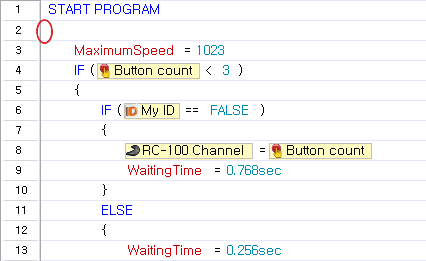 1 START PROGRAM
2
3 MaximumSpeed = 1023
4 IF ( Button count < 3 )
5 {
6 IF ( ID My ID == FALSE )
7 {
8 RC-100 Channel = Button count
9 WaitingTime = 0.768sec
10 }
11 ELSE
12 {
13 WaitingTime = 0.256sec